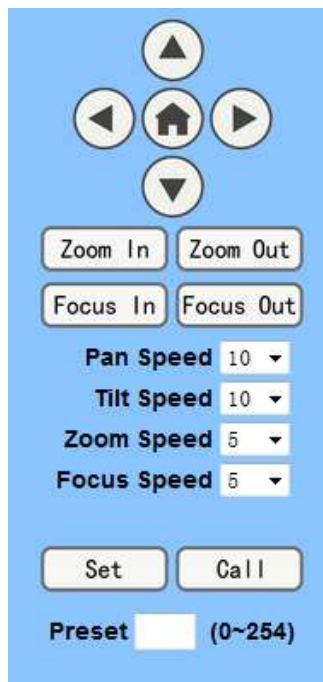 Zoom In Zoom Out
Focus In Focus Out
Pan Speed 10
Tilt Speed 10
Zoom Speed 5
Focus Speed 5
Set Call
Preset (0~254)